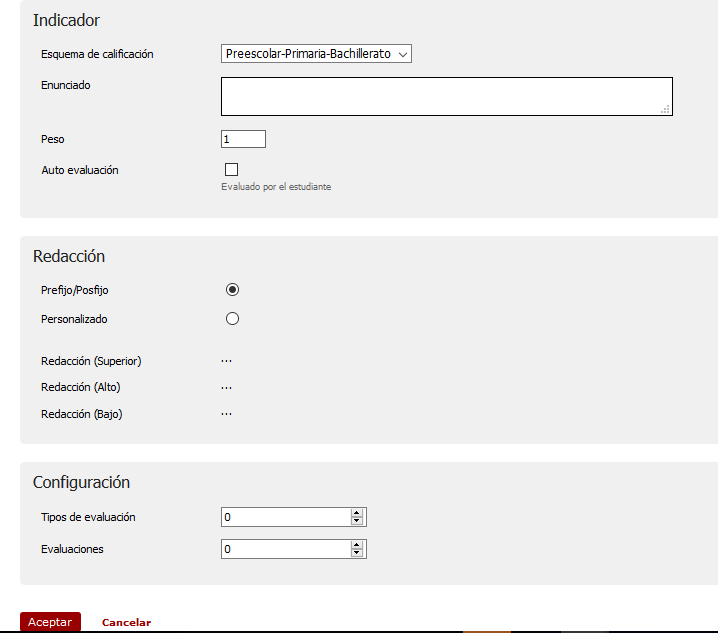 Indicador
Esquema de calificación Preescolar-Primaria-Bachillerato
Enunciado
Peso 1
Auto evaluación
Evaluado por el estudiante
Redacción
Prefijo/Posfijo
Personalizado
Redacción (Superior) ...
Redacción (Alto) ...
Redacción (Bajo) ...
Configuración
Tipos de evaluación 0
Evaluaciones 0
Aceptar Cancelar